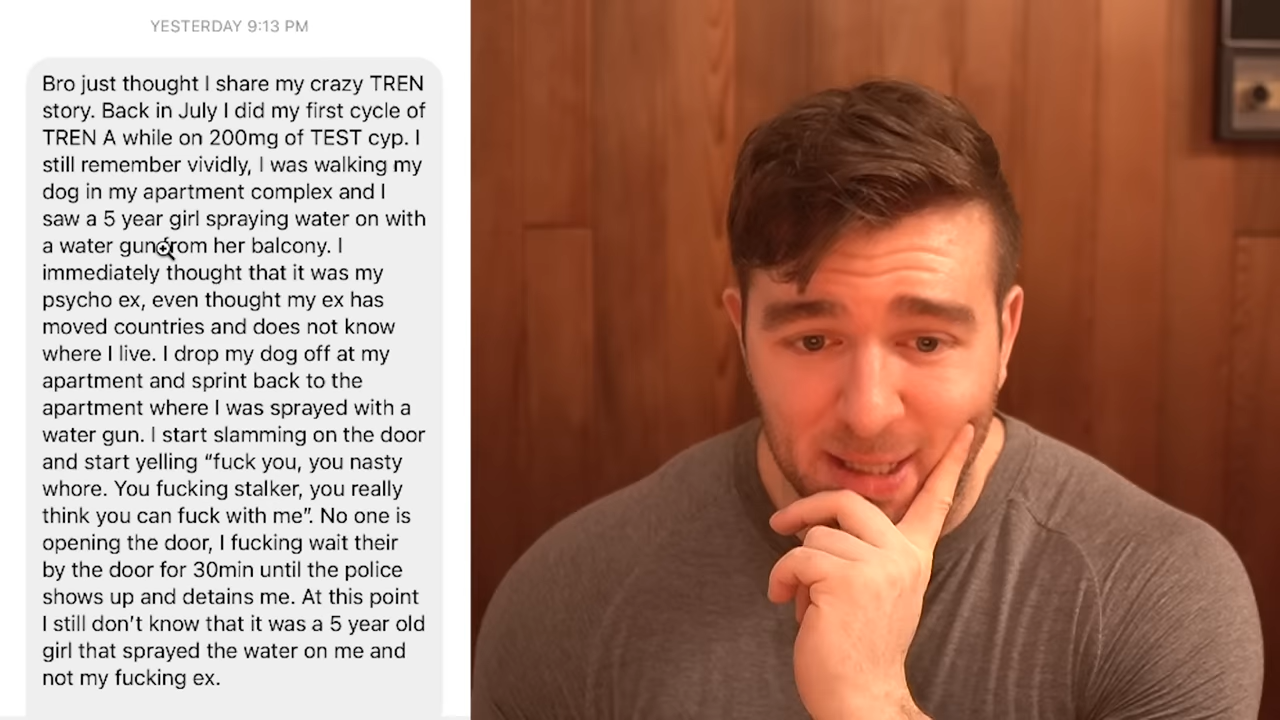 YESTERDAY 9:13 PM
Bro just thought I share my crazy TREN
story. Back in July I did my first cycle of
TREN A while on 200mg of TEST cyp. I
still remember vividly, I was walking my
dog in my apartment complex and I
saw a 5 year girl spraying water on with
a water gun from her balcony. I
immediately thought that it was my
psycho ex, even thought my ex has
moved countries and does not know
where I live. I drop my dog off at my
apartment and sprint back to the
apartment where I was sprayed with a
water gun. I start slamming on the door
and start yelling “fuck you, you nasty
whore. You fucking stalker, you really
think you can fuck with me”. No one is
opening the door, I fucking wait their
by the door for 30min until the police
shows up and detains me. At this point
I still don’t know that it was a 5 year old
girl that sprayed the water on me and
not my fucking ex.